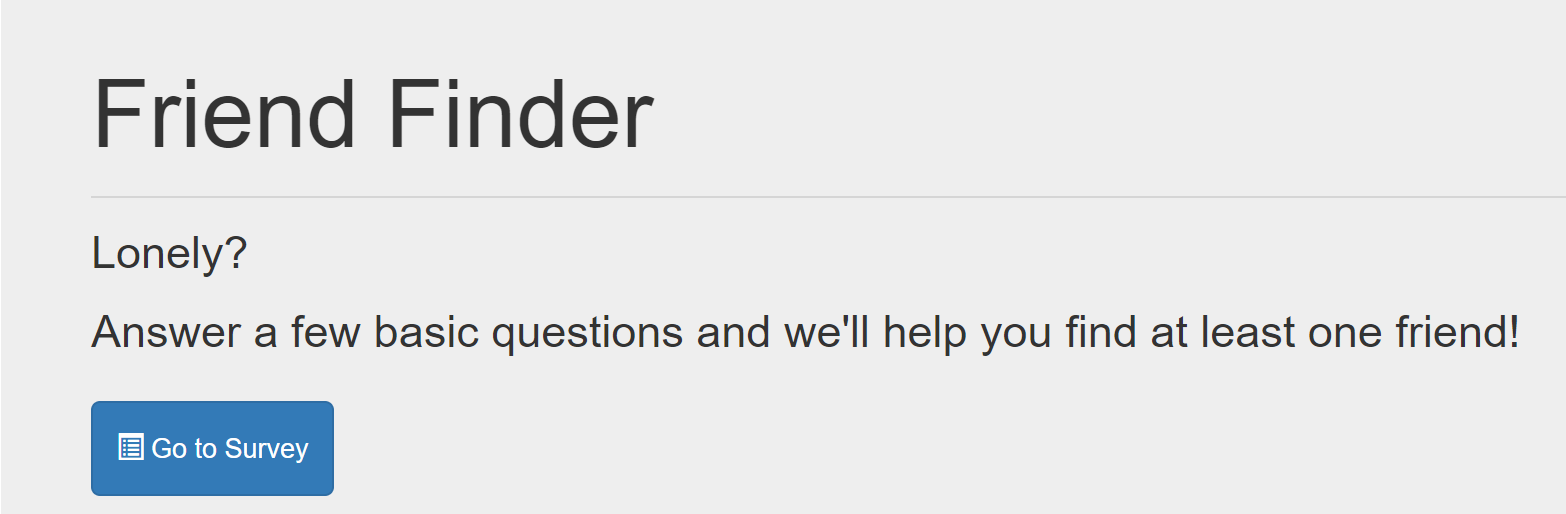 Friend Finder
Lonely?
Answer a few basic questions and we'll help you find at least one friend!
Go to Survey